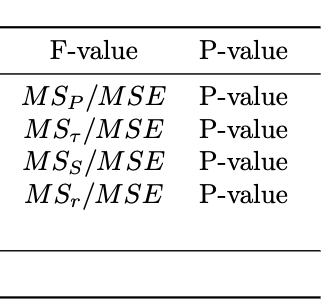 F-value P-value
MS_P/MSE P-value
MS_τ/MSE P-value
MS_S/MSE P-value
MS_r/MSE P-value